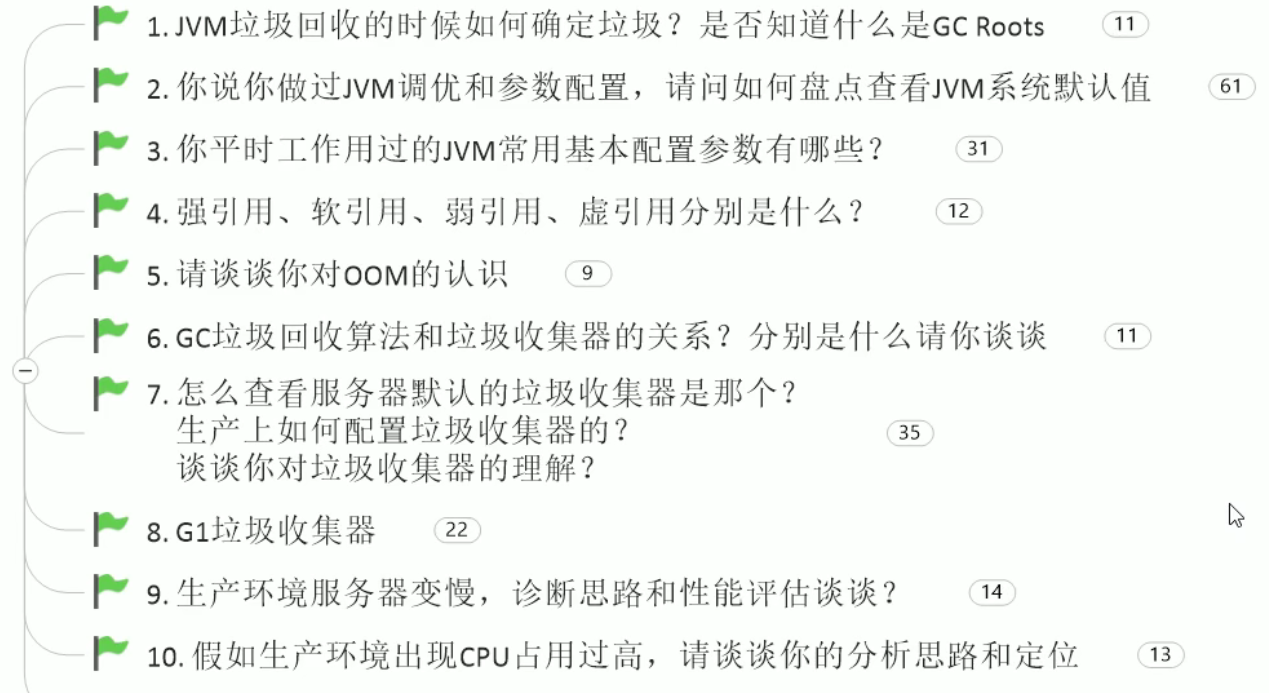 1. JVM垃圾回收的时候如何确定垃圾？是否知道什么是GC Roots 11
2. 你说你做过JVM调优和参数配置，请问如何盘点查看JVM系统默认值 61
3. 你平时工作用过的JVM常用基本配置参数有哪些？ 31
4. 强引用、软引用、弱引用、虚引用分别是什么？ 12
5. 请谈谈你对OOM的认识 9
6. GC垃圾回收算法和垃圾收集器的关系？分别是什么请你谈谈 11
7. 怎么查看服务器默认的垃圾收集器是那个？
生产上如何配置垃圾收集器的？ 35
谈谈你对垃圾收集器的理解？
8. G1垃圾收集器 22
9. 生产环境服务器变慢，诊断思路和性能评估谈谈？ 14
10. 假如生产环境出现CPU占用过高，请谈谈你的分析思路和定位 13